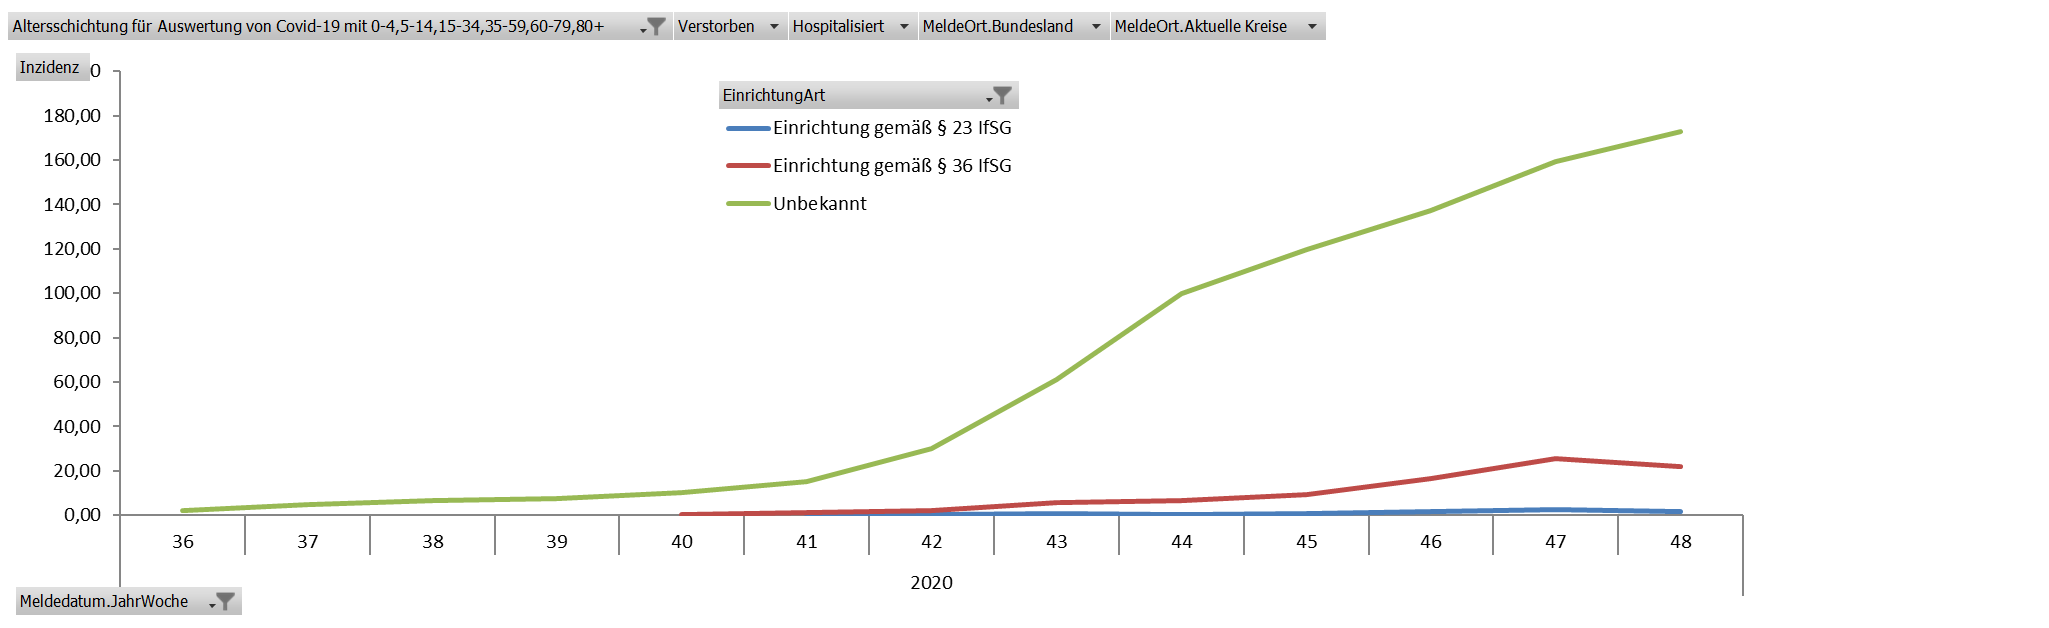 Altersschichtung für Auswertung von Covid-19 mit 0-4,5-14,15-34,35-59,60-79,80+ Verstorben Hospitalisiert MeldeOrt.Bundesland MeldeOrt.Aktuelle Kreise
Inzidenz 0
EinrichtungArt
Einrichtung gemäß § 23 IfSG
Einrichtung gemäß § 36 IfSG
Unbekannt
180,00
160,00
140,00
120,00
100,00
80,00
60,00
40,00
20,00
0,00
36 37 38 39 40 41 42 43 44 45 46 47 48
2020
Meldedatum.JahrWoche